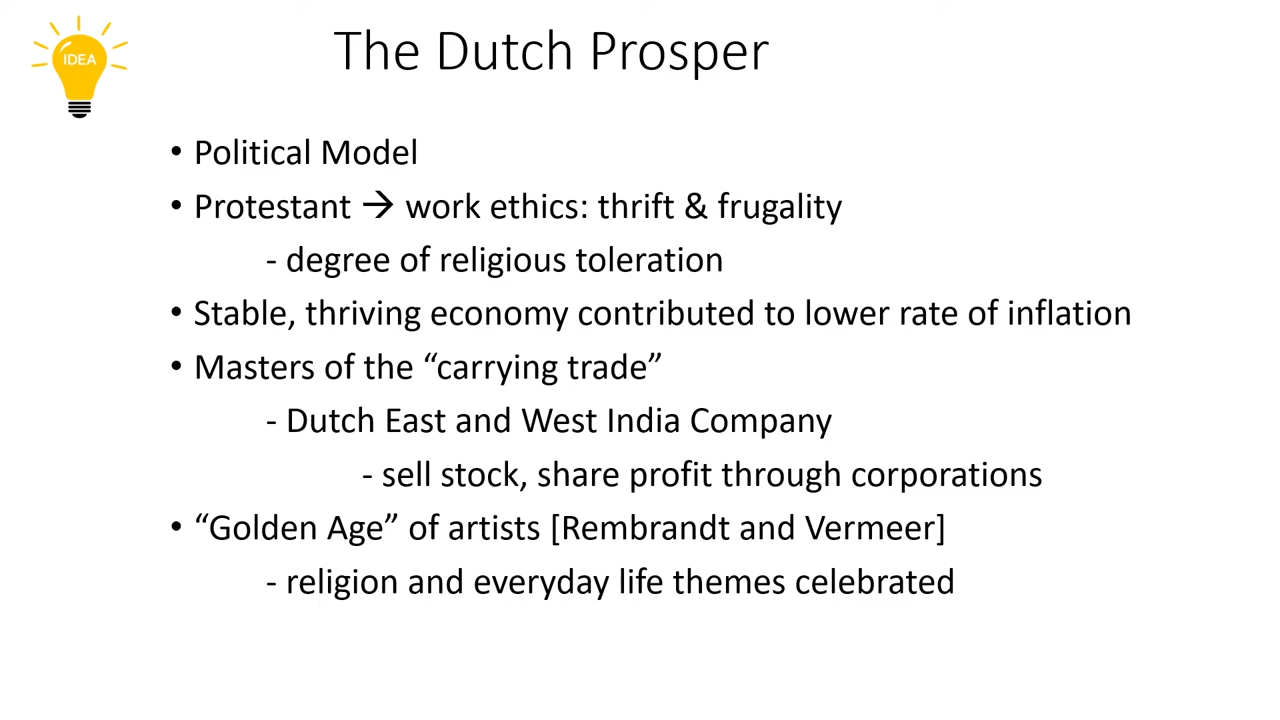 IDEA
The Dutch Prosper
• Political Model
• Protestant → work ethics: thrift & frugality
- degree of religious toleration
• Stable, thriving economy contributed to lower rate of inflation
• Masters of the “carrying trade”
- Dutch East and West India Company
- sell stock, share profit through corporations
• “Golden Age” of artists [Rembrandt and Vermeer]
- religion and everyday life themes celebrated